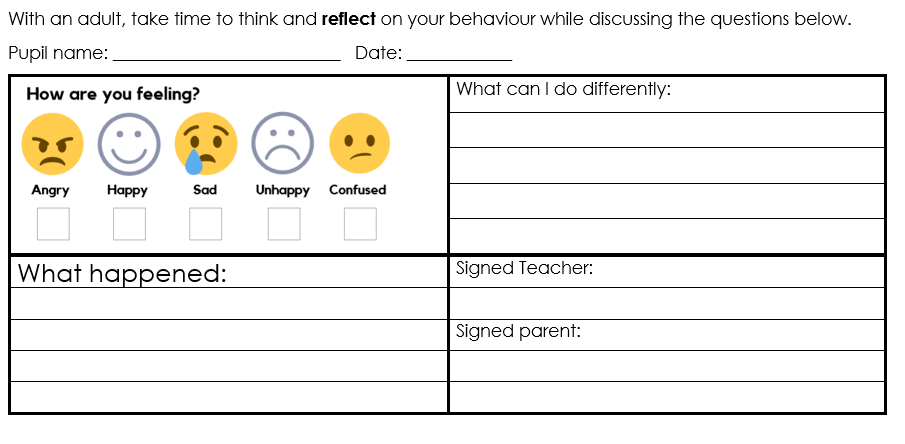 With an adult, take time to think and reflect on your behaviour while discussing the questions below.
Pupil name: ____________________________ Date: _____________
How are you feeling?
Angry Happy Sad Unhappy Confused
What can I do differently:
What happened:
Signed Teacher:
Signed parent: